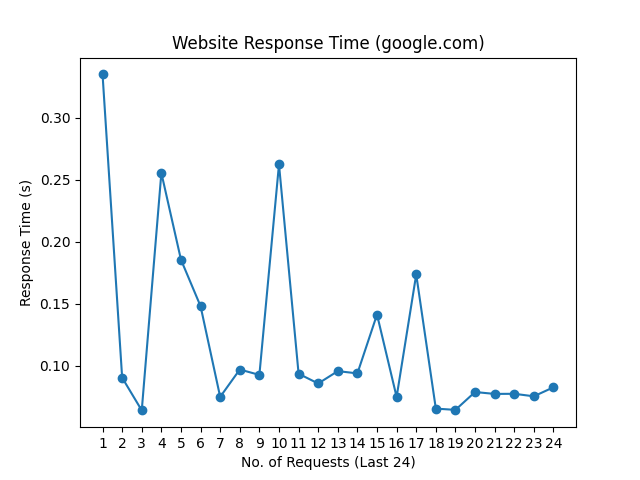 Website Response Time (google.com)
Response Time (s)
0.30
0.25
0.20
0.15
0.10
1 2 3 4 5 6 7 8 9 10 11 12 13 14 15 16 17 18 19 20 21 22 23 24
No. of Requests (Last 24)